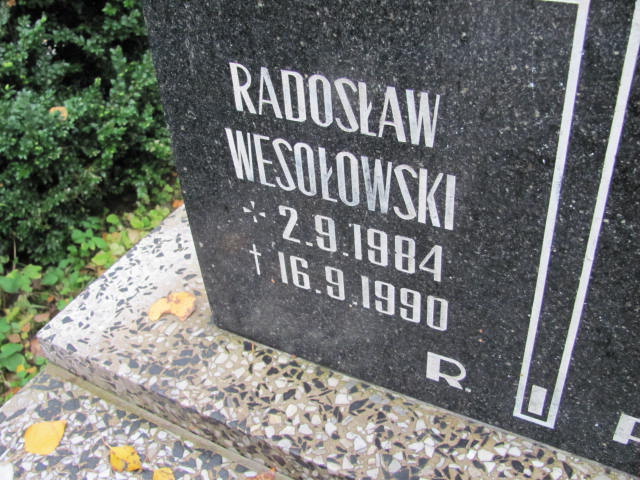 RADOSŁAW
WESOŁOWSKI
* 2.9.1984
† 16.9.1990
R.